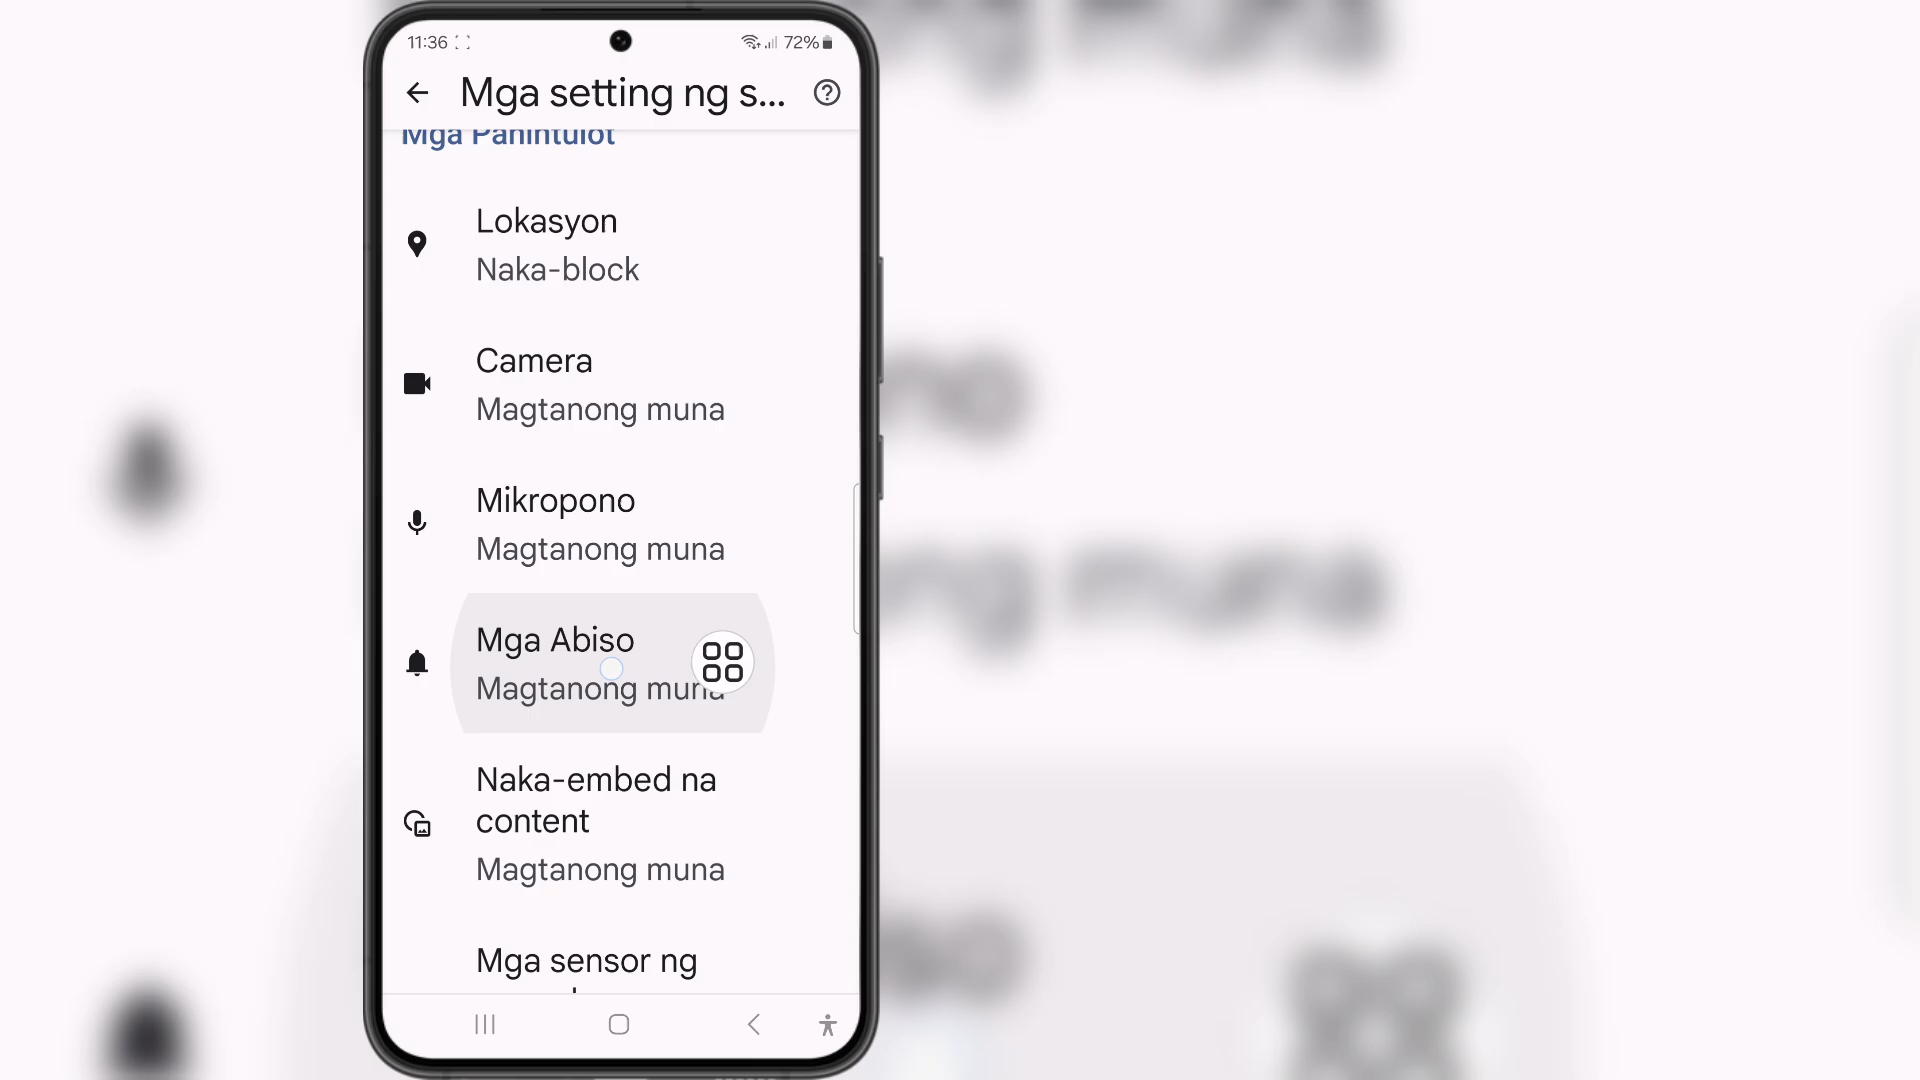 11:36
72%
Mga setting ng s...
Mga Pahintulot
Lokasyon
Naka-block
Camera
Magtanong muna
Mikropono
Magtanong muna
Mga Abiso
Magtanong muna
Naka-embed na
content
Magtanong muna
Mga sensor ng